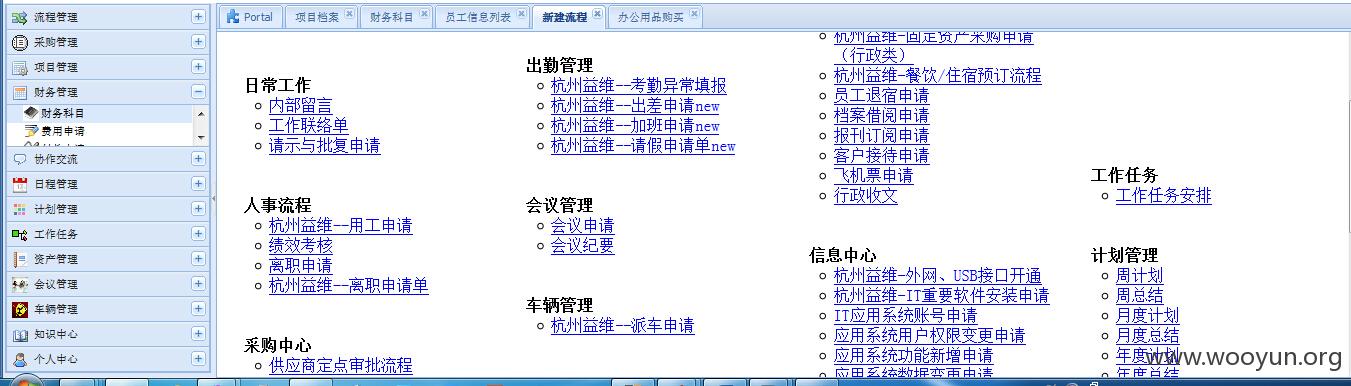 流程管理
采购管理
项目管理
财务管理
财务科目
费用申请
协作交流
日程管理
计划管理
工作任务
资产管理
会议管理
车辆管理
知识中心
个人中心
Portal 项目档案 财务科目 员工信息列表 新建流程 办公用品购买
日常工作
内部留言
工作联络单
请示与批复申请
人事流程
杭州益维--用工申请
绩效考核
离职申请
杭州益维--离职申请单
采购中心
供应商定点审批流程
出勤管理
杭州益维--考勤异常填报
杭州益维--出差申请new
杭州益维--加班申请new
杭州益维--请假申请单new
会议管理
会议申请
会议纪要
车辆管理
杭州益维--派车申请
杭州益维-固定资产采购申请
（行政类）
杭州益维-餐饮/住宿预订流程
员工退宿申请
档案借阅申请
报刊订阅申请
客户接待申请
飞机票申请
行政收文
信息中心
杭州益维-外网、USB接口开通
杭州益维-IT重要软件安装申请
IT应用系统账号申请
应用系统用户权限变更申请
应用系统功能新增申请
应用系统数据变更申请
工作任务
工作任务安排
计划管理
周计划
周总结
月度计划
月度总结
年度计划
年度总结
www.wooyun.org